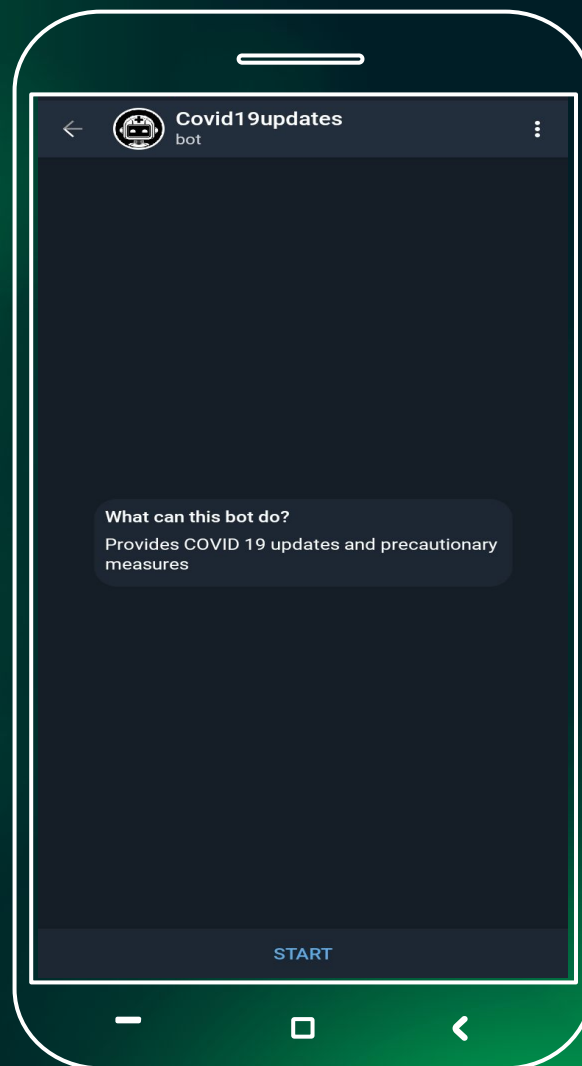 Covid19updates
bot
What can this bot do?
Provides COVID 19 updates and precautionary
measures
START